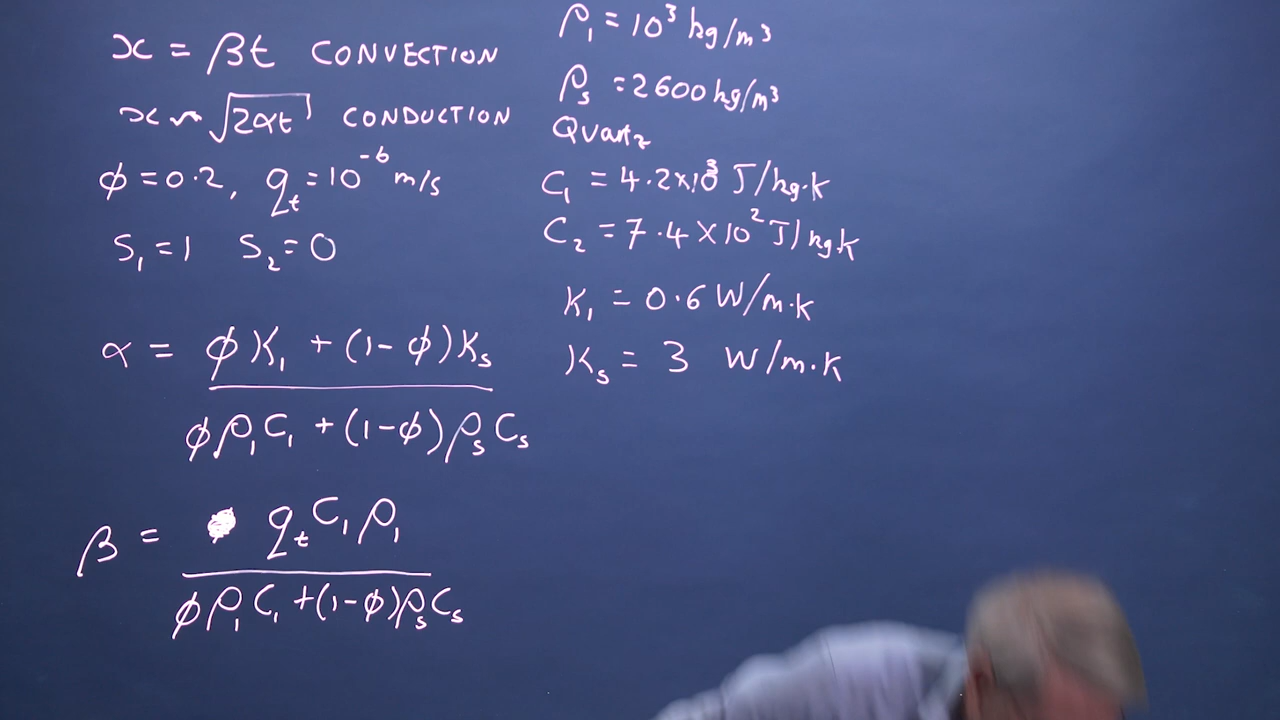 x = βt CONVECTION
x ~ √2αt CONDUCTION
ϕ = 0.2, q_t = 10^-6 m/s
S_1 = 1 S_2 = 0
α = ϕK_1 + (1-ϕ)K_s
ϕρ_1C_1 + (1-ϕ)ρ_sC_s
β = q_tC_1ρ_1
ϕρ_1C_1 + (1-ϕ)ρ_sC_s
ρ_1 = 10^3 kg/m^3
ρ_s = 2600 kg/m^3
Quartz
C_1 = 4.2×10^3 J/kg·K
C_2 = 7.4×10^2 J/kgK
K_1 = 0.6 W/m·K
K_s = 3 W/m·K